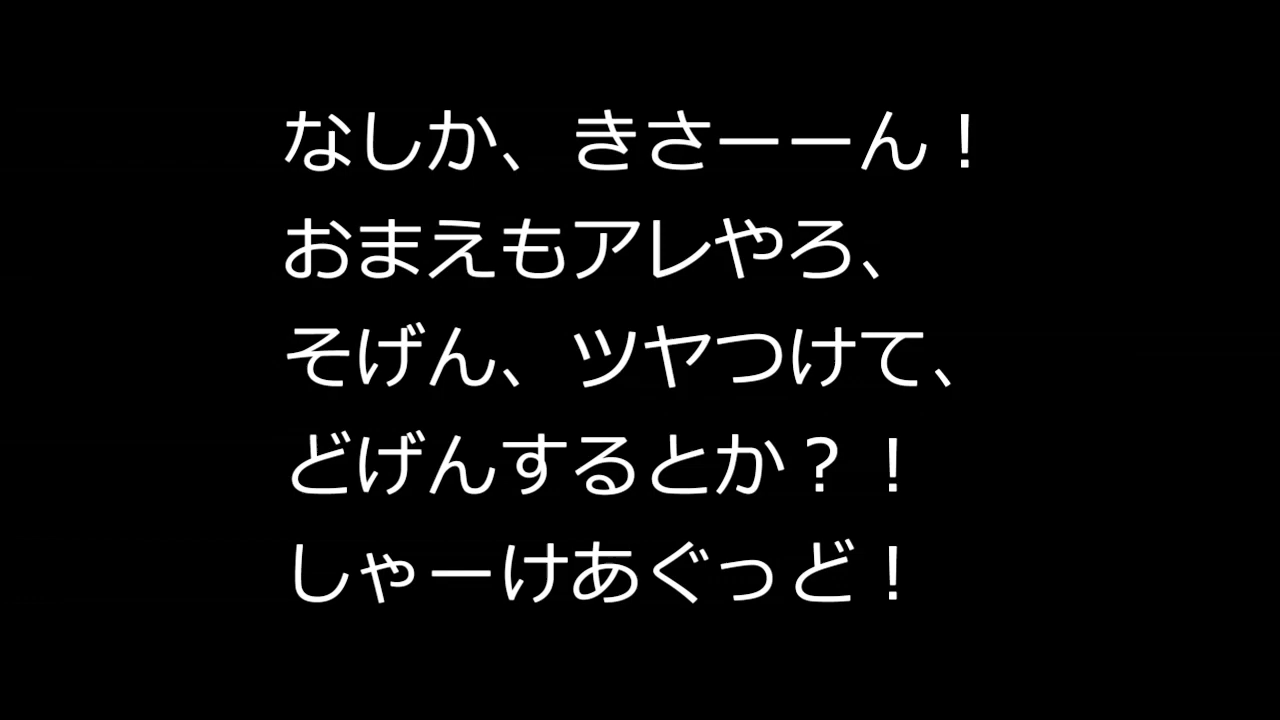 なしか、きさーーん！
おまえもアレやろ、
そげん、ツヤつけて、
どげんするとか？！
しゃーけあぐっど！